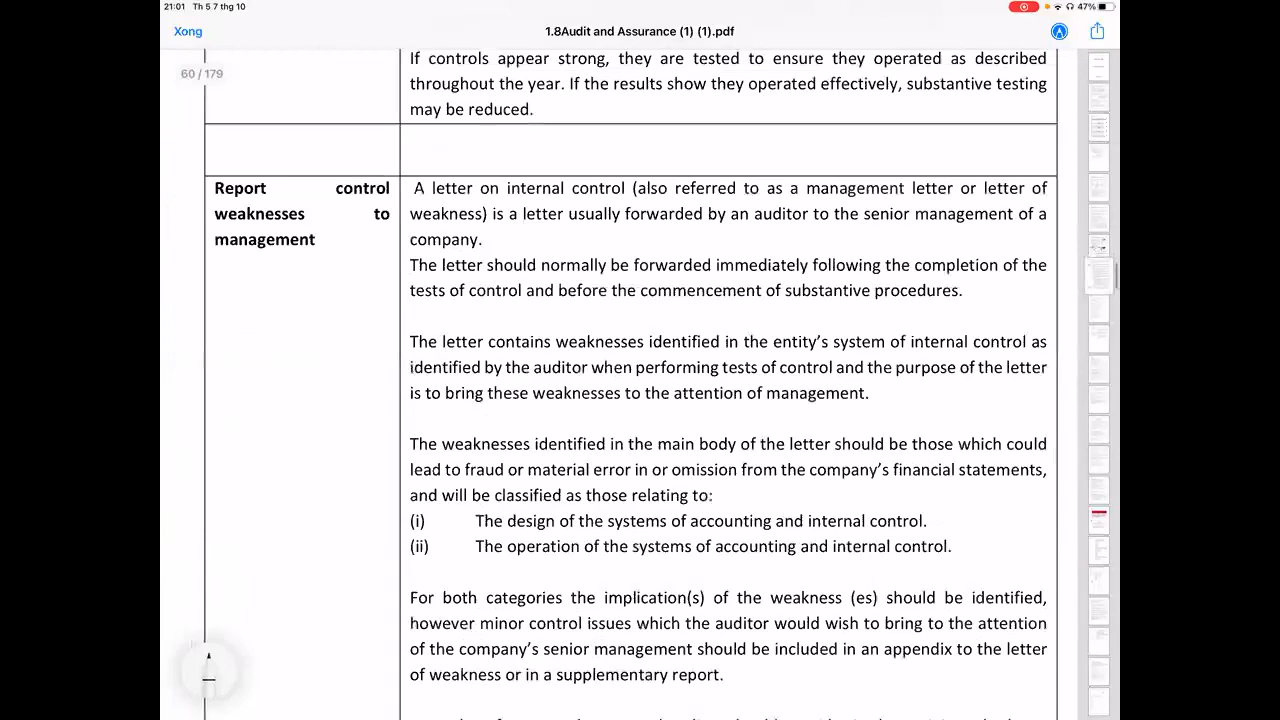 21:01 Th 5 7 thg 10
47%
Xong
1.8Audit and Assurance (1) (1).pdf
60 / 179
If controls appear strong, they are tested to ensure they operated as described
throughout the year. If the results show they operated effectively, substantive testing
may be reduced.
Report control
weaknesses to
management
A letter on internal control (also referred to as a management letter or letter of
weakness) is a letter usually forwarded by an auditor to the senior management of a
company.
The letter should normally be forwarded immediately following the completion of the
tests of control and before the commencement of substantive procedures.
The letter contains weaknesses identified in the entity's system of internal control as
identified by the auditor when performing tests of control and the purpose of the letter
is to bring these weaknesses to the attention of management.
The weaknesses identified in the main body of the letter should be those which could
lead to fraud or material error in or omission from the company's financial statements,
and will be classified as those relating to:
(i) The design of the systems of accounting and internal control.
(ii) The operation of the systems of accounting and internal control.
For both categories the implication(s) of the weakness (es) should be identified,
however minor control issues which the auditor would wish to bring to the attention
of the company's senior management should be included in an appendix to the letter
of weakness or in a supplementary report.